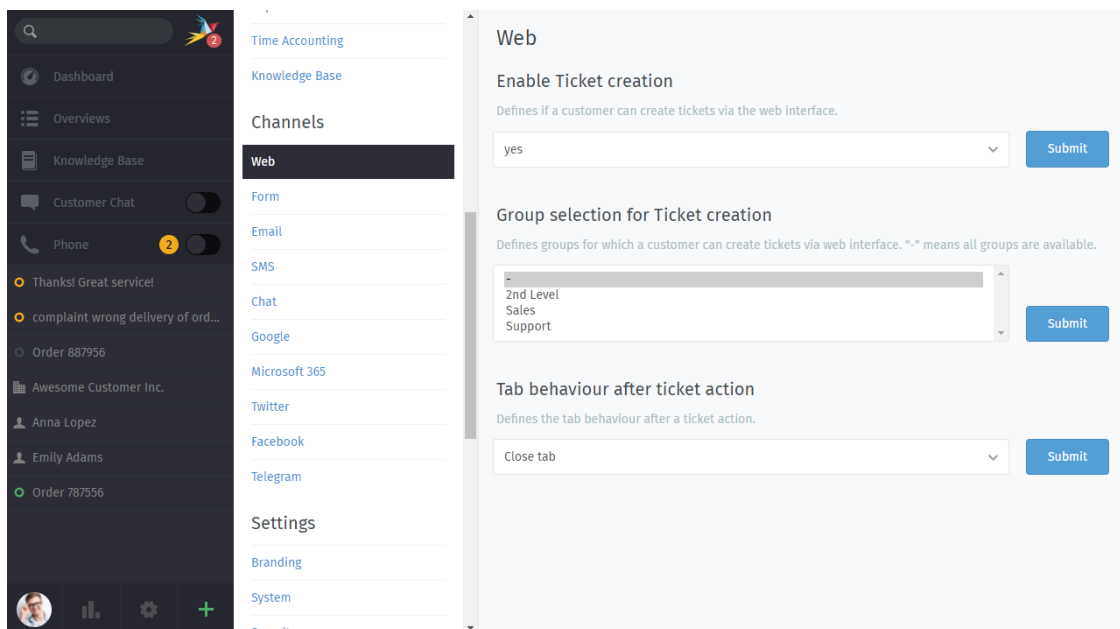 2
Dashboard
Overviews
Knowledge Base
Customer Chat
Phone 2
Thanks! Great service!
complaint wrong delivery of ord...
Order 887956
Awesome Customer Inc.
Anna Lopez
Emily Adams
Order 787556
Time Accounting
Knowledge Base
Channels
Web
Form
Email
SMS
Chat
Google
Microsoft 365
Twitter
Facebook
Telegram
Settings
Branding
System
Web
Enable Ticket creation
Defines if a customer can create tickets via the web interface.
yes
Submit
Group selection for Ticket creation
Defines groups for which a customer can create tickets via web interface. "-" means all groups are available.
-
2nd Level
Sales
Support
Submit
Tab behaviour after ticket action
Defines the tab behaviour after a ticket action.
Close tab
Submit